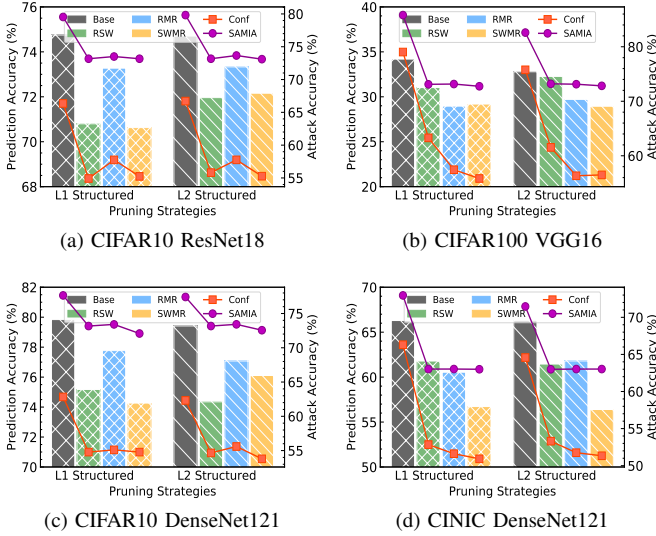 76
74
72
70
68
Prediction Accuracy (%)
Base
RSW
RMR
SWMR
Conf
SAMIA
80
75
70
65
60
55
Attack Accuracy (%)
L1 Structured
L2 Structured
Pruning Strategies
(a) CIFAR10 ResNet18
40
35
30
25
20
Prediction Accuracy (%)
Base
RSW
RMR
SWMR
Conf
SAMIA
80
70
60
Attack Accuracy (%)
L1 Structured
L2 Structured
Pruning Strategies
(b) CIFAR100 VGG16
82
80
78
76
74
72
70
Prediction Accuracy (%)
Base
RSW
RMR
SWMR
Conf
SAMIA
75
70
65
60
55
Attack Accuracy (%)
L1 Structured
L2 Structured
Pruning Strategies
(c) CIFAR10 DenseNet121
70
65
60
55
50
Prediction Accuracy (%)
Base
RSW
RMR
SWMR
Conf
SAMIA
70
65
60
55
50
Attack Accuracy (%)
L1 Structured
L2 Structured
Pruning Strategies
(d) CINIC DenseNet121